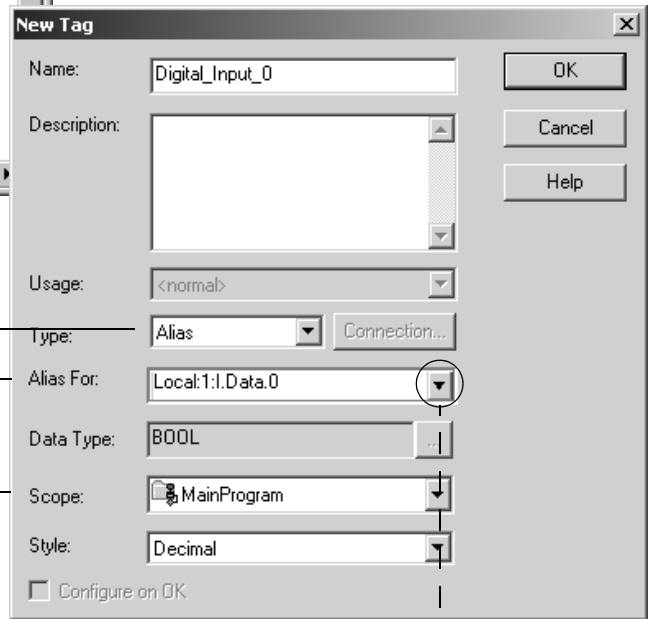 New Tag
Name: Digital_Input_0 OK
Description: Cancel
Help
Usage: <normal>
Type: Alias Connection...
Alias For: Local:1:I.Data.0
Data Type: BOOL ...
Scope: MainProgram
Style: Decimal
Configure on OK